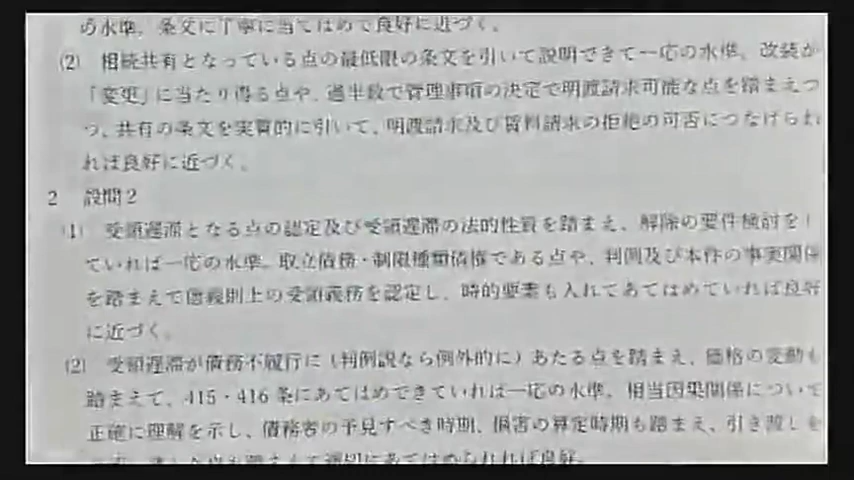 の水準。条文に丁寧に当てはめて良好に近づく。
(2) 相続共有となっている点の最低限の条文を引いて説明できて一応の水準。改装が
「変更」に当たり得る点や、過半数で管理事項の決定で明渡請求可能な点を踏まえつ
つ、共有の条文を実質的に引いて、明渡請求及び賃料請求の拒絶の可否につなげられ
れば良好に近づく。
2 設問2
(1) 受領遅滞となる点の認定及び受領遅滞の法的性質を踏まえ、解除の要件検討をし
ていれば一応の水準。取立債務・制限種類債権である点や、判例及び本件の事実関係
を踏まえて信義則上の受領義務を認定し、時的要素も入れてあてはめていれば良好
に近づく。
(2) 受領遅滞が債務不履行に(判例説なら例外的に)あたる点を踏まえ、価格の変動も
踏まえて、415・416条にあてはめできていれば一応の水準。相当因果関係について
正確に理解を示し、債務者の予見すべき時期、損害の算定時期も踏まえ、引き渡しを
適切にあてはめられれば良好。